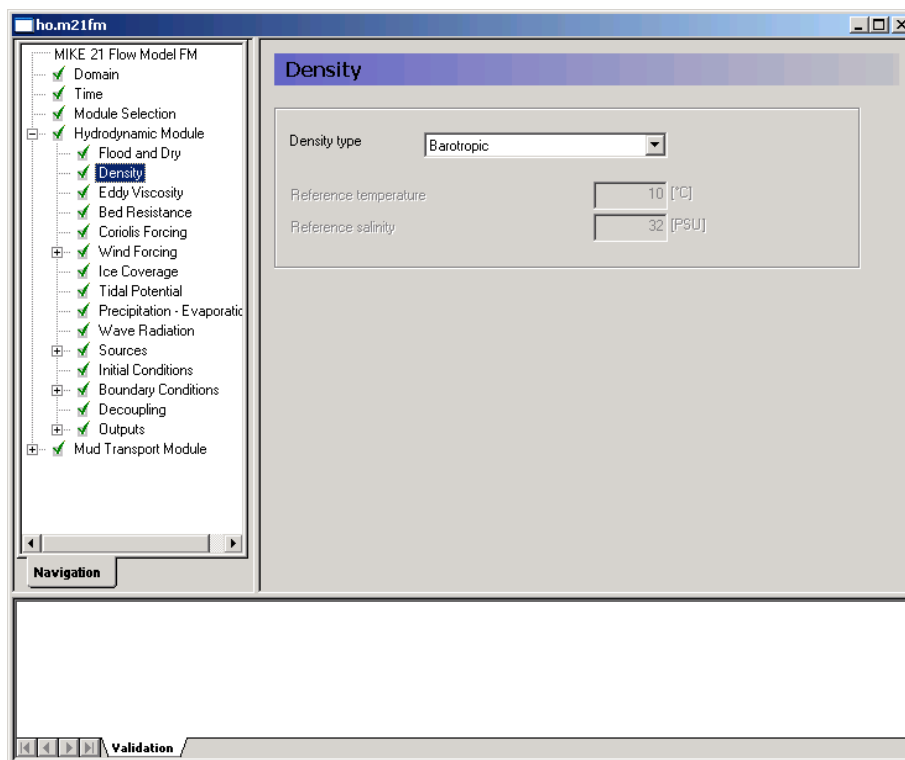 ho.m21fm
MIKE 21 Flow Model FM
Domain
Time
Module Selection
Hydrodynamic Module
Flood and Dry
Density
Eddy Viscosity
Bed Resistance
Coriolis Forcing
Wind Forcing
Ice Coverage
Tidal Potential
Precipitation - Evaporatic
Wave Radiation
Sources
Initial Conditions
Boundary Conditions
Decoupling
Outputs
Mud Transport Module
Navigation
Density
Density type Barotropic
Reference temperature 10 [°C]
Reference salinity 32 [PSU]
Validation